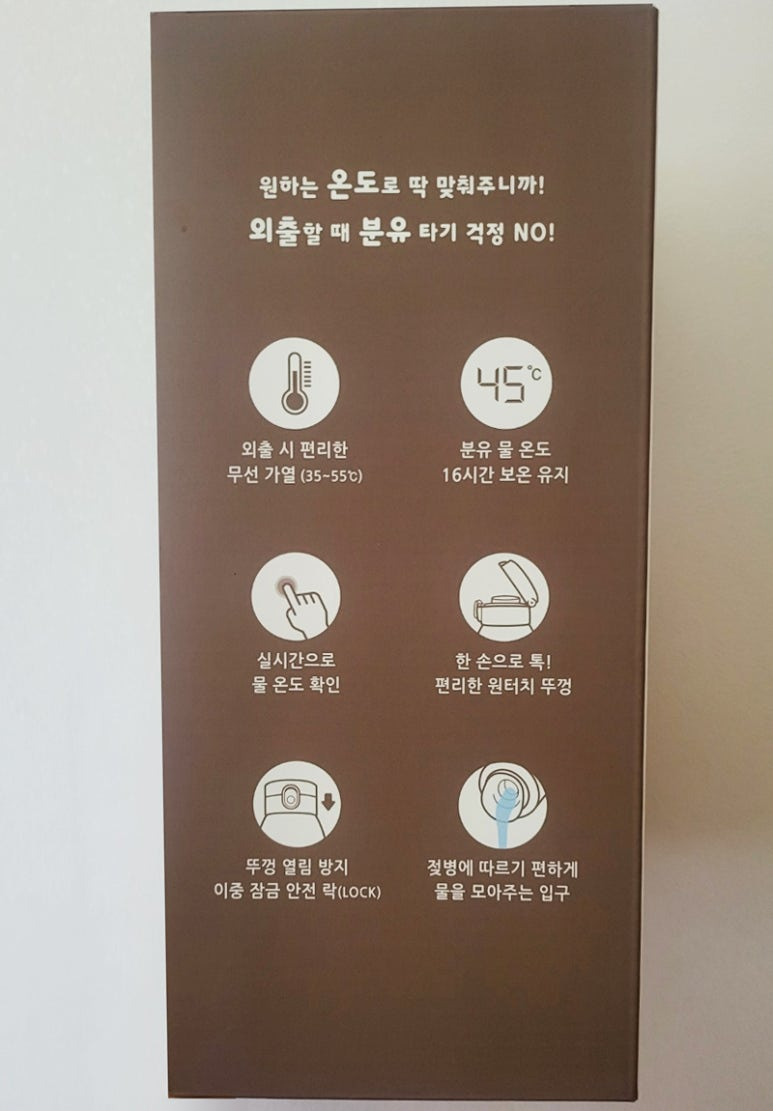 원하는 온도로 딱 맞춰주니까!
외출할 때 분유 타기 걱정 NO!
45℃
외출 시 편리한
무선 가열 (35~55℃)
분유 물 온도
16시간 보온 유지
실시간으로
물 온도 확인
한 손으로 톡!
편리한 원터치 뚜껑
뚜껑 열림 방지
이중 잠금 안전 락(LOCK)
젖병에 따르기 편하게
물을 모아주는 입구